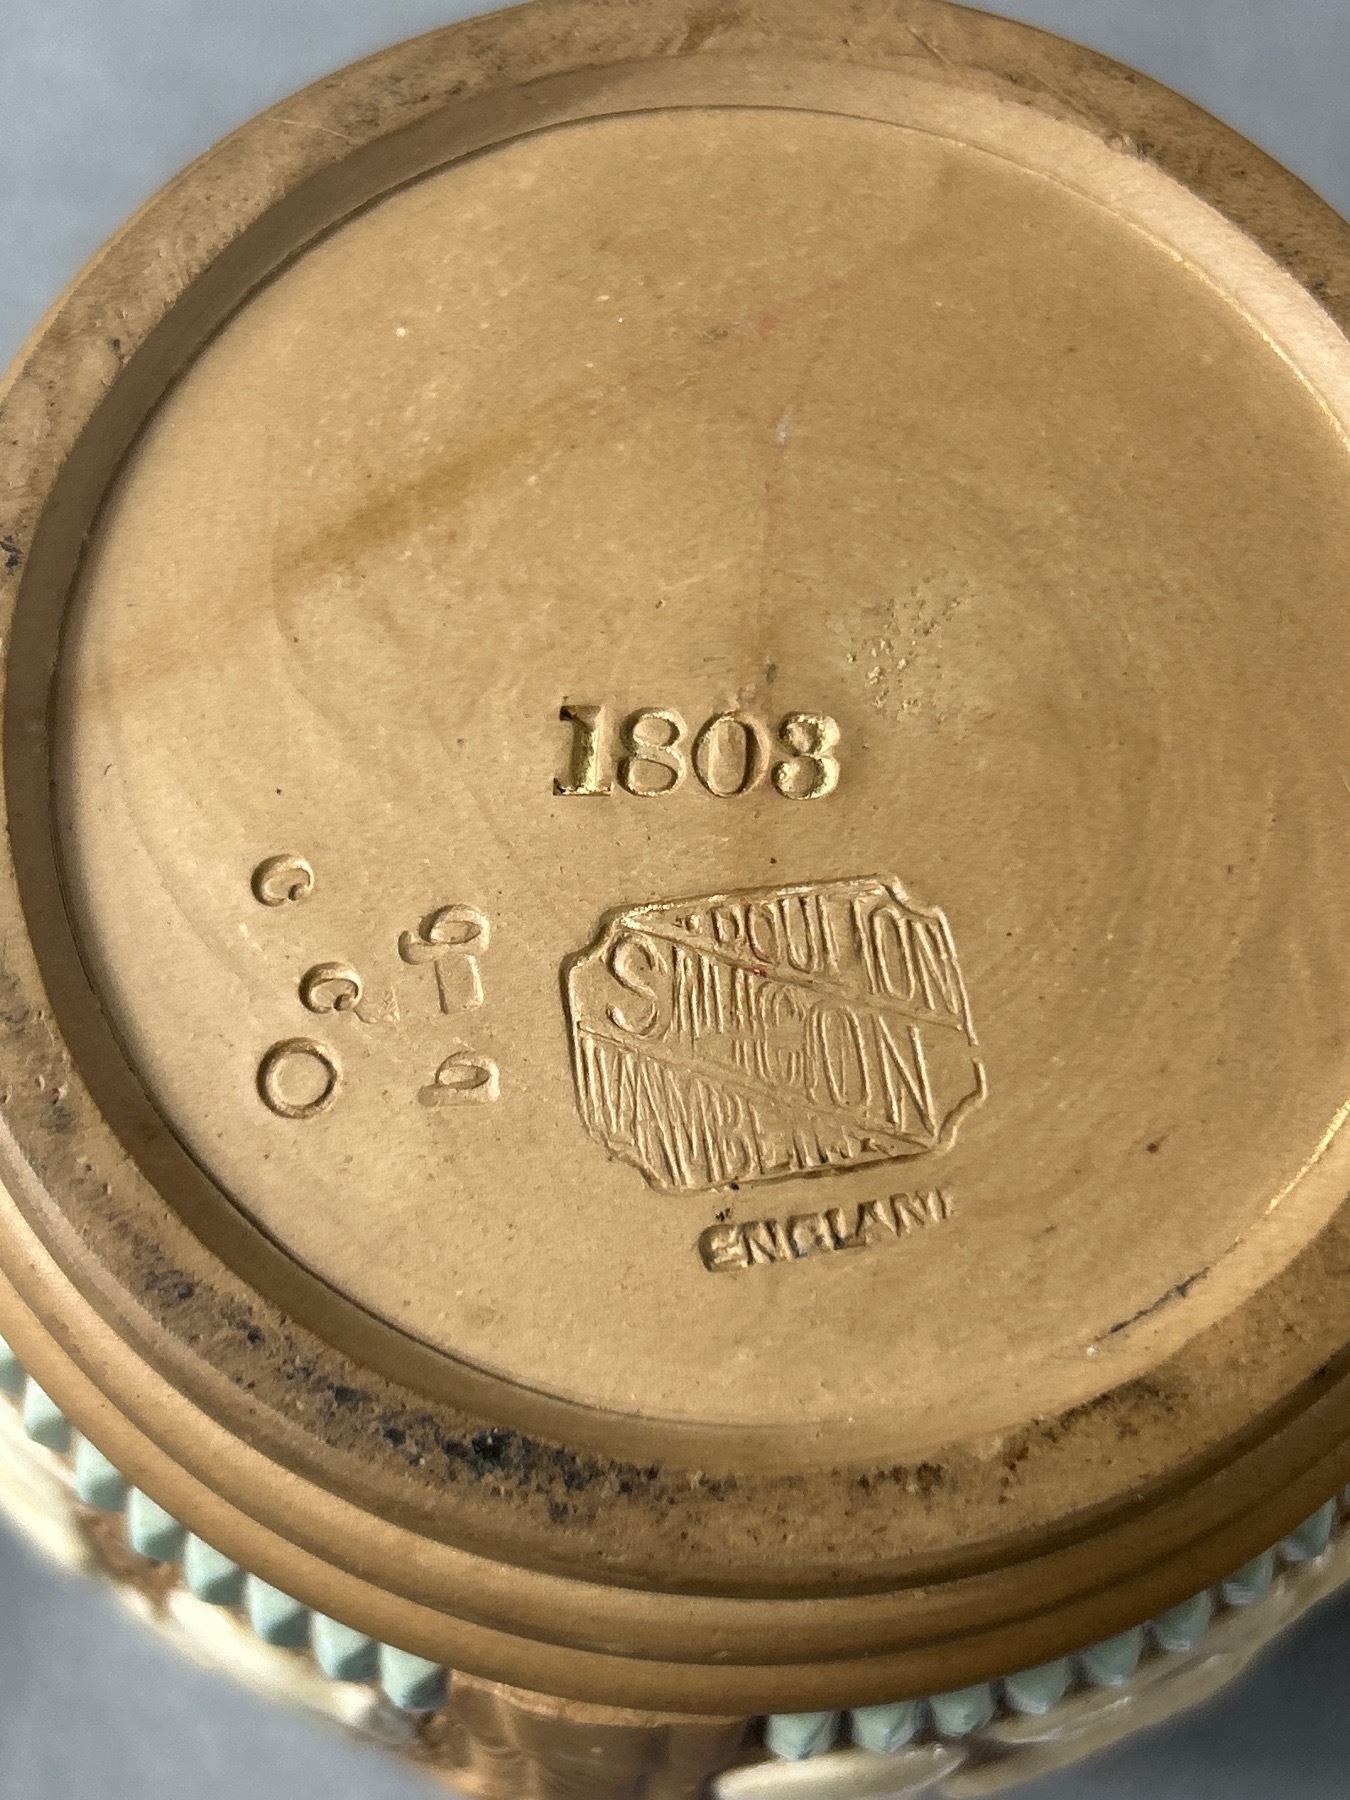 1803
DOULTON
SILICON
LAMBETH
ENGLAND